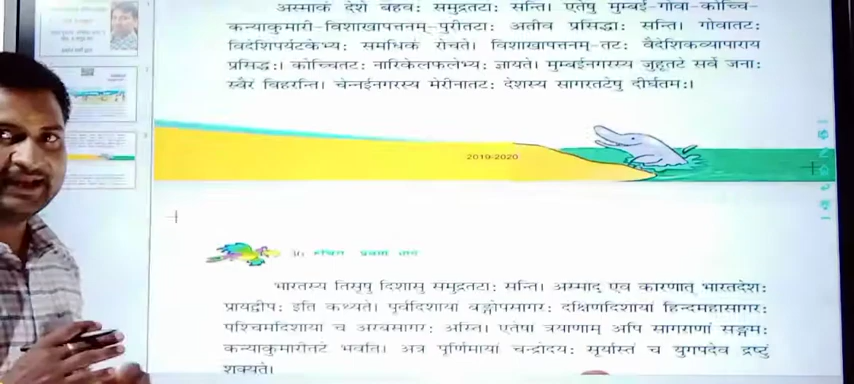 अस्माकं देशे बहवः समुद्रतटाः सन्ति। एतेषु मुम्बई-गोवा-कोच्चि-
कन्याकुमारी-विशाखापत्तनम्-पुरीतटाः अतीव प्रसिद्धाः सन्ति। गोवातटः
विदेशिपर्यटकेभ्यः समधिकं रोचते। विशाखापत्तनम्-तटः वैदेशिकव्यापाराय
प्रसिद्धः। कोच्चितटः नारिकेलफलेभ्यः ज्ञायते। मुम्बईनगरस्य जुहूतटे सर्वे जनाः
स्वैरं विहरन्ति। चेन्नईनगरस्य मेरीनातटः देशस्य सागरतटेषु दीर्घतमः।
2019-2020
भारतस्य तिसृषु दिशासु समुद्रतटाः सन्ति। अस्माद् एव कारणात् भारतदेशः
प्रायद्वीपः इति कथ्यते। पूर्वदिशायां बङ्गोपसागरः दक्षिणदिशायां हिन्दमहासागरः
पश्चिमदिशायां च अरबसागरः अस्ति। एतेषां त्रयाणाम् अपि सागराणां सङ्गमः
कन्याकुमारीतटे भवति। अत्र पूर्णिमायां चन्द्रोदयः सूर्यास्तं च युगपदेव द्रष्टुं
शक्यते।